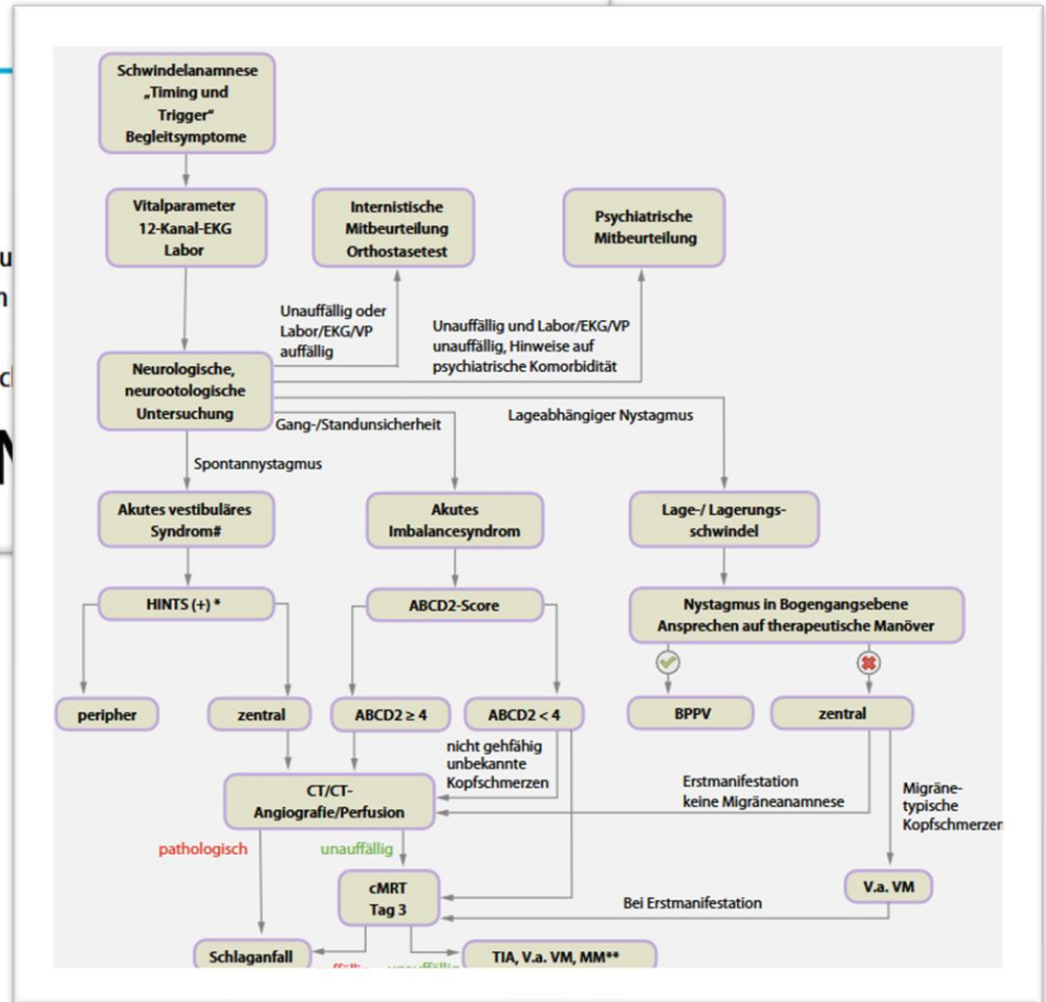 Schwindelanamnese
„Timing und
Trigger“
Begleitsymptome
Vitalparameter
12-Kanal-EKG
Labor
Internistische
Mitbeurteilung
Orthostasetest
Psychiatrische
Mitbeurteilung
Unauffällig oder
Labor/EKG/VP
auffällig
Unauffällig und Labor/EKG/VP
unauffällig, Hinweise auf
psychiatrische Komorbidität
Neurologische,
neurootologische
Untersuchung
Gang-/Standunsicherheit
Lageabhängiger Nystagmus
Spontannystagmus
Akutes vestibuläres
Syndrom#
Akutes
Imbalancesyndrom
Lage-/ Lagerungs-
schwindel
HINTS (+) *
ABCD2-Score
Nystagmus in Bogengangsebene
Ansprechen auf therapeutische Manöver
peripher
zentral
ABCD2 ≥ 4
ABCD2 < 4
BPPV
zentral
nicht gehfähig
unbekannte
Kopfschmerzen
CT/CT-
Angiografie/Perfusion
Erstmanifestation
keine Migräneanamnese
Migräne-
typische
Kopfschmerzen
pathologisch
unauffällig
cMRT
Tag 3
V.a. VM
Bei Erstmanifestation
Schlaganfall
TIA, V.a. VM, MM**